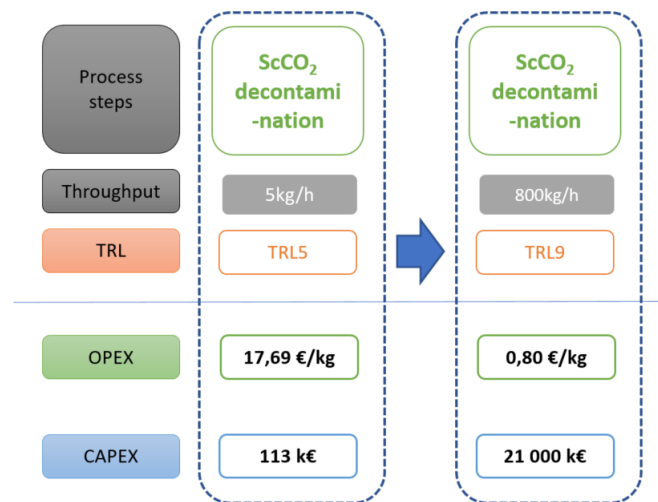 Process
steps
ScCO₂
decontami
-nation
ScCO₂
decontami
-nation
Throughput
5kg/h
800kg/h
TRL
TRL5
TRL9
OPEX
17,69 €/kg
0,80 €/kg
CAPEX
113 k€
21 000 k€